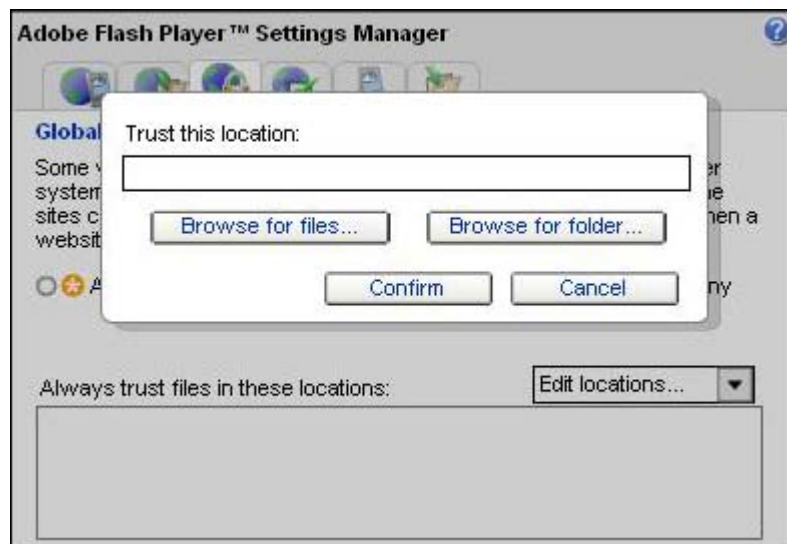 Adobe Flash Player™ Settings Manager
?
Global
Trust this location:
Some
er
system
sites c
hen a
websit
Browse for files...
Browse for folder...
A
ny
Confirm
Cancel
Always trust files in these locations:
Edit locations...